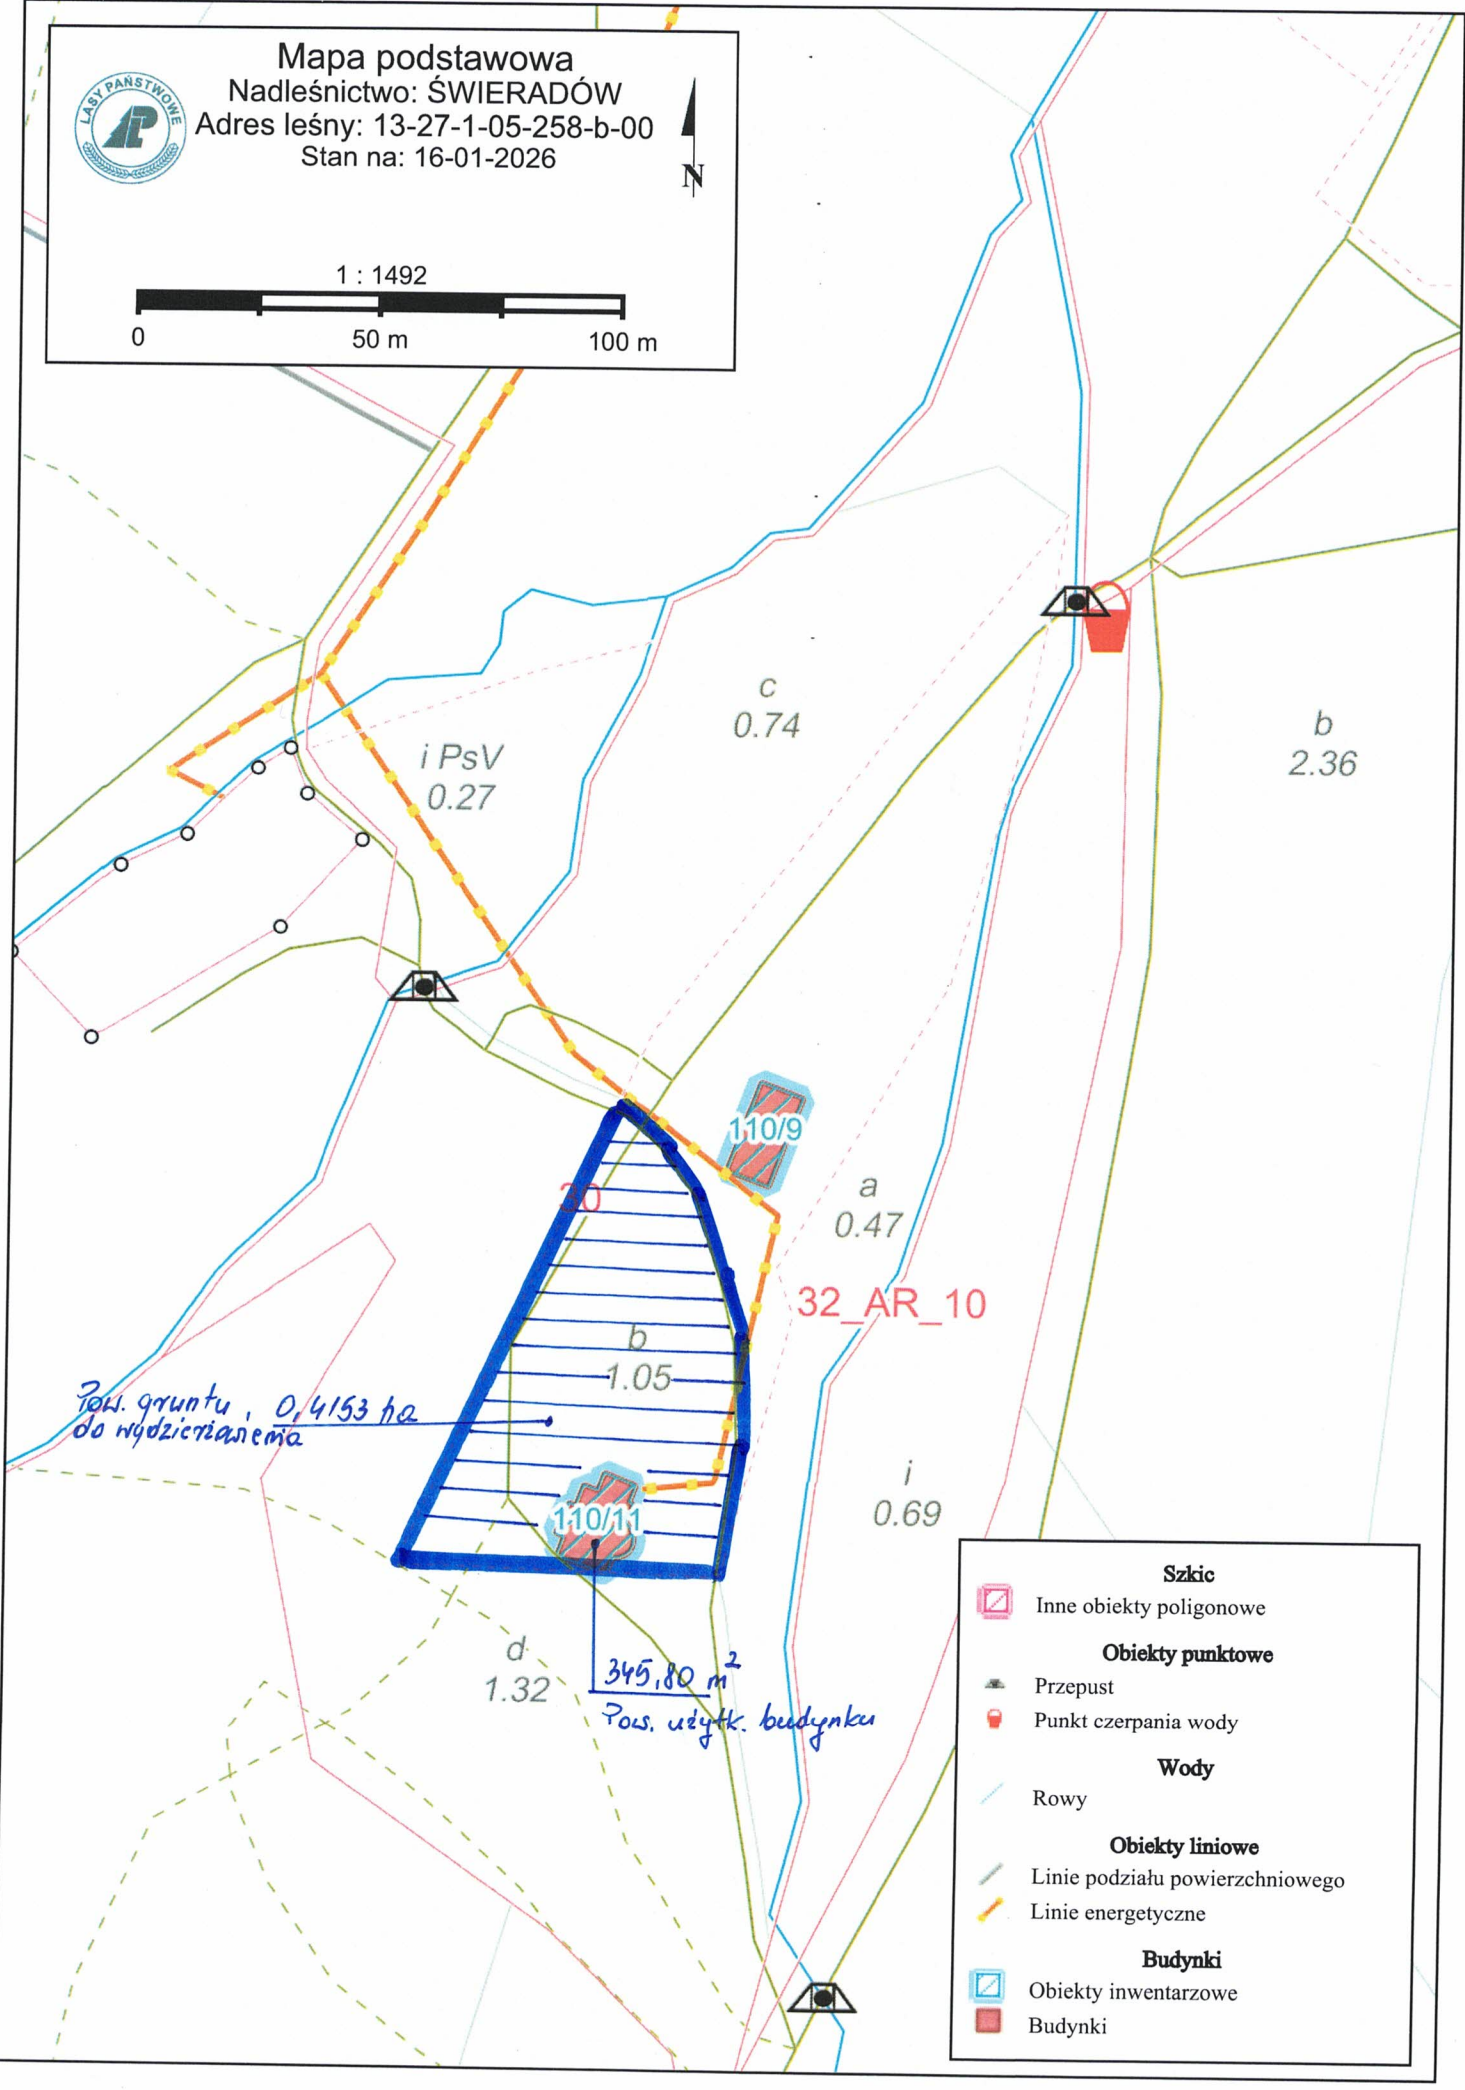 Mapa podstawowa
Nadleśnictwo: ŚWIERADÓW
Adres leśny: 13-27-1-05-258-b-00
Stan na: 16-01-2026
LASY PAŃSTWOWE
N
1 : 1492
0 50 m 100 m
c
0.74
b
2.36
i PsV
0.27
110/9
30
a
0.47
32_AR_10
b
1.05
Pow. gruntu, 0,4153 ha
do wydzierżawienia
i
0.69
110/11
d
1.32
345,80 m²
Pow. użytk. budynku
Szkic
Inne obiekty poligonowe
Obiekty punktowe
Przepust
Punkt czerpania wody
Wody
Rowy
Obiekty liniowe
Linie podziału powierzchniowego
Linie energetyczne
Budynki
Obiekty inwentarzowe
Budynki